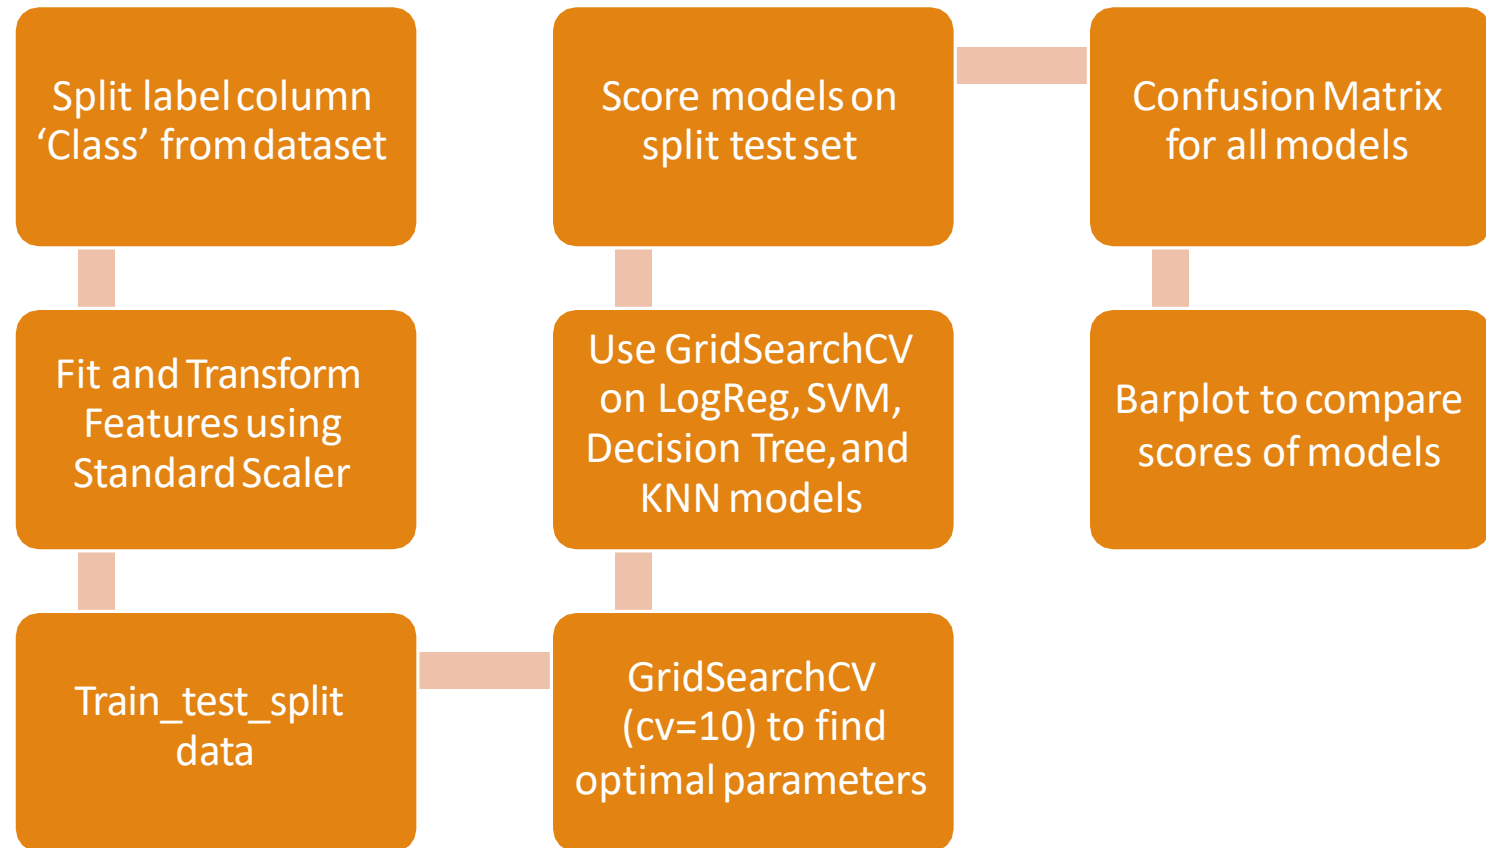 Split label column
‘Class’ from dataset
Fit and Transform
Features using
Standard Scaler
Train_test_split
data
GridSearchCV
(cv=10) to find
optimal parameters
Use GridSearchCV
on LogReg, SVM,
Decision Tree, and
KNN models
Score models on
split test set
Confusion Matrix
for all models
Barplot to compare
scores of models